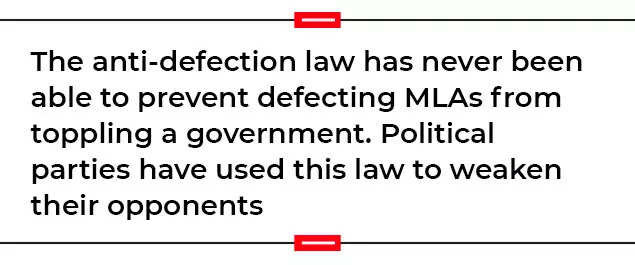 The anti-defection law has never been
able to prevent defecting MLAs from
toppling a government. Political
parties have used this law to weaken
their opponents